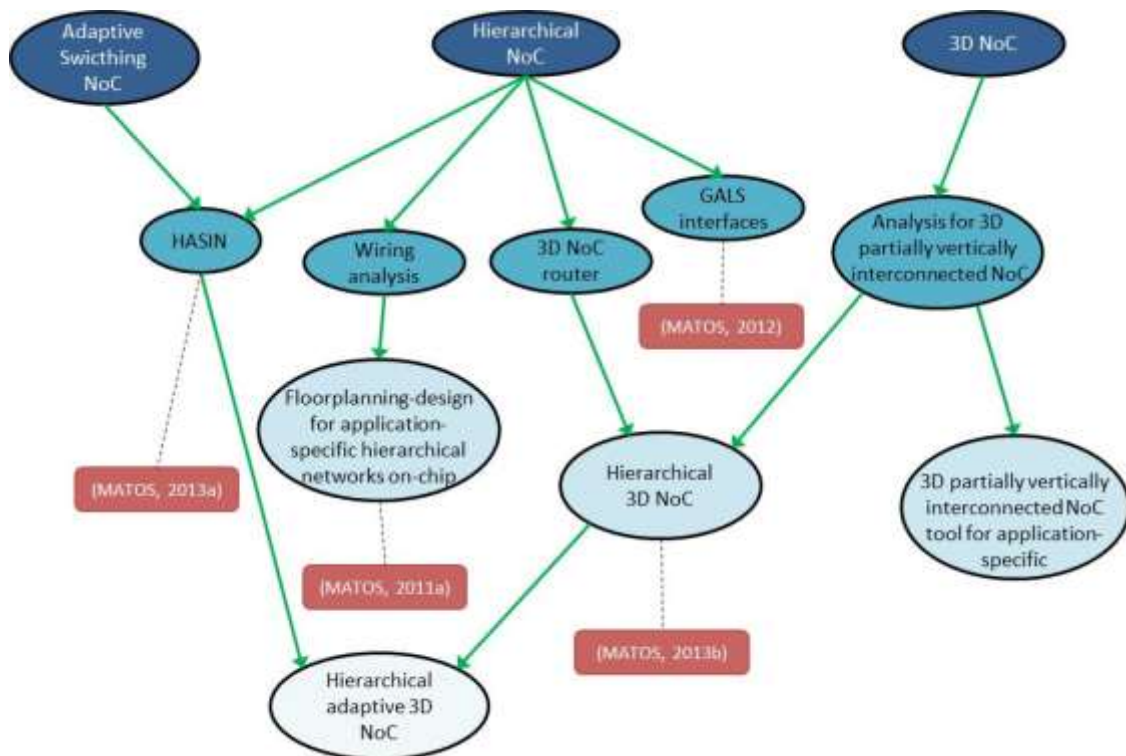 Adaptive
Swicthing
NoC
Hierarchical
NoC
3D NoC
HASIN
Wiring
analysis
3D NoC
router
GALS
interfaces
Analysis for 3D
partially vertically
interconnected NoC
(MATOS, 2012)
Floorplanning-design
for application-
specific hierarchical
networks on-chip
(MATOS, 2013a)
Hierarchical
3D NoC
3D partially vertically
interconnected NoC
tool for application-
specific
(MATOS, 2011a)
(MATOS, 2013b)
Hierarchical
adaptive 3D
NoC